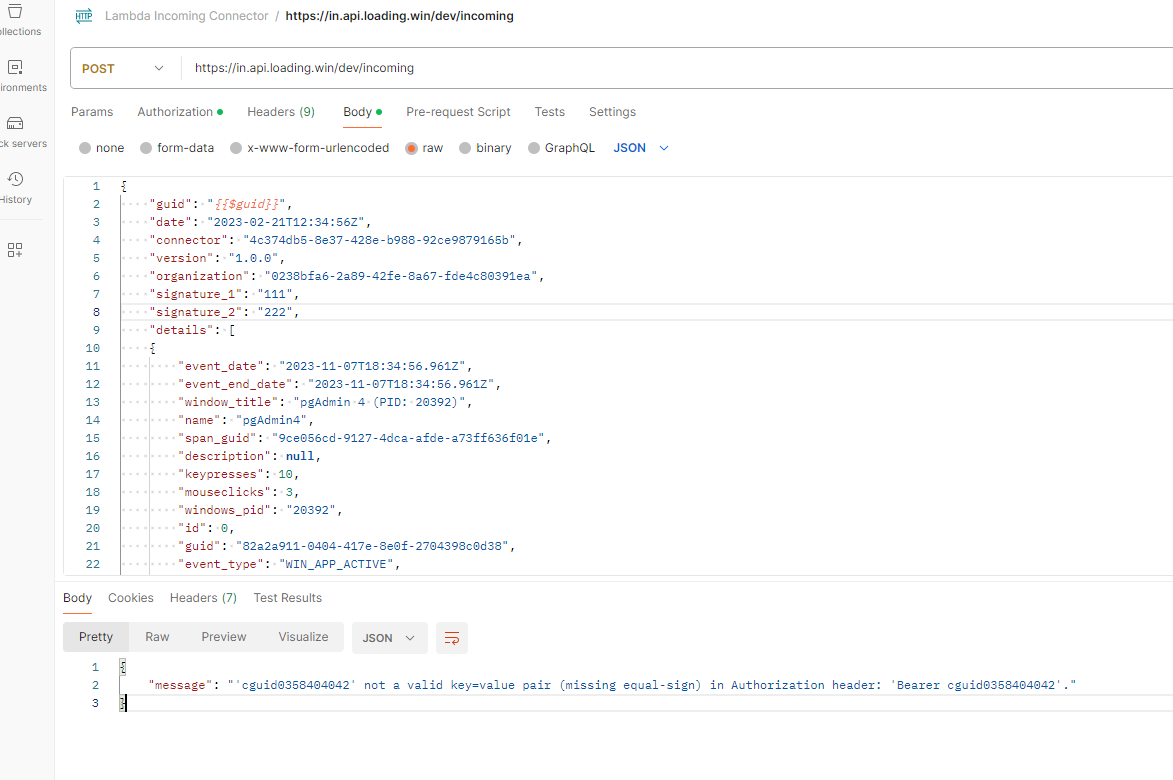 HTTP Lambda Incoming Connector / https://in.api.loading.win/dev/incoming
llections
ironments
ck servers
History
POST https://in.api.loading.win/dev/incoming
Params Authorization Headers (9) Body Pre-request Script Tests Settings
none form-data x-www-form-urlencoded raw binary GraphQL JSON
1 {
2 "guid": "{{$guid}}",
3 "date": "2023-02-21T12:34:56Z",
4 "connector": "4c374db5-8e37-428e-b988-92ce9879165b",
5 "version": "1.0.0",
6 "organization": "0238bfa6-2a89-42fe-8a67-fde4c80391ea",
7 "signature_1": "111",
8 "signature_2": "222",
9 "details": [
10 {
11 "event_date": "2023-11-07T18:34:56.961Z",
12 "event_end_date": "2023-11-07T18:34:56.961Z",
13 "window_title": "pgAdmin 4 (PID: 20392)",
14 "name": "pgAdmin4",
15 "span_guid": "9ce056cd-9127-4dca-afde-a73ff636f01e",
16 "description": null,
17 "keypresses": 10,
18 "mouseclicks": 3,
19 "windows_pid": "20392",
20 "id": 0,
21 "guid": "82a2a911-0404-417e-8e0f-2704398c0d38",
22 "event_type": "WIN_APP_ACTIVE",
Body Cookies Headers (7) Test Results
Pretty Raw Preview Visualize JSON
1 {
2 "message": "'cguid0358404042' not a valid key=value pair (missing equal-sign) in Authorization header: 'Bearer cguid0358404042'."
3 }